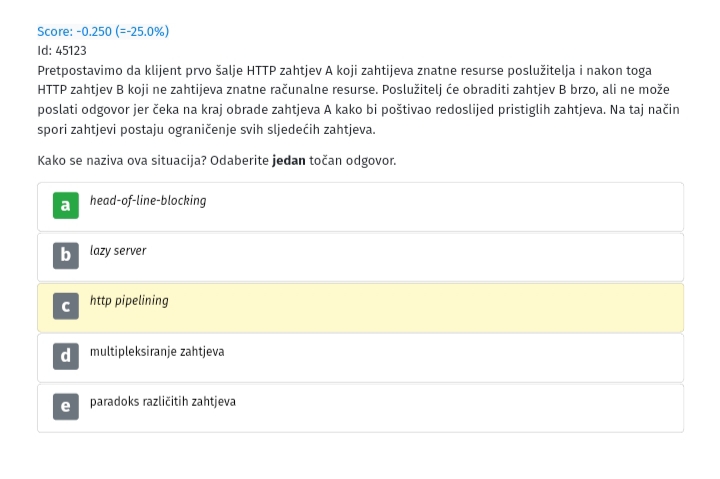 Score: -0.250 (=-25.0%)
Id: 45123
Pretpostavimo da klijent prvo šalje HTTP zahtjev A koji zahtijeva znatne resurse poslužitelja i nakon toga
HTTP zahtjev B koji ne zahtijeva znatne računalne resurse. Poslužitelj će obraditi zahtjev B brzo, ali ne može
poslati odgovor jer čeka na kraj obrade zahtjeva A kako bi poštivao redoslijed pristiglih zahtjeva. Na taj način
spori zahtjevi postaju ograničenje svih sljedećih zahtjeva.
Kako se naziva ova situacija? Odaberite jedan točan odgovor.
a head-of-line-blocking
b lazy server
c http pipelining
d multipleksiranje zahtjeva
e paradoks različitih zahtjeva